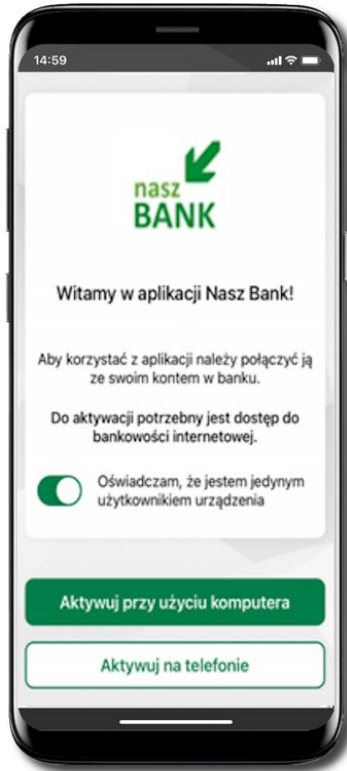 14:59
nasz
BANK
Witamy w aplikacji Nasz Bank!
Aby korzystać z aplikacji należy połączyć ją
ze swoim kontem w banku.
Do aktywacji potrzebny jest dostęp do
bankowości internetowej.
Oświadczam, że jestem jedynym
użytkownikiem urządzenia
Aktywuj przy użyciu komputera
Aktywuj na telefonie